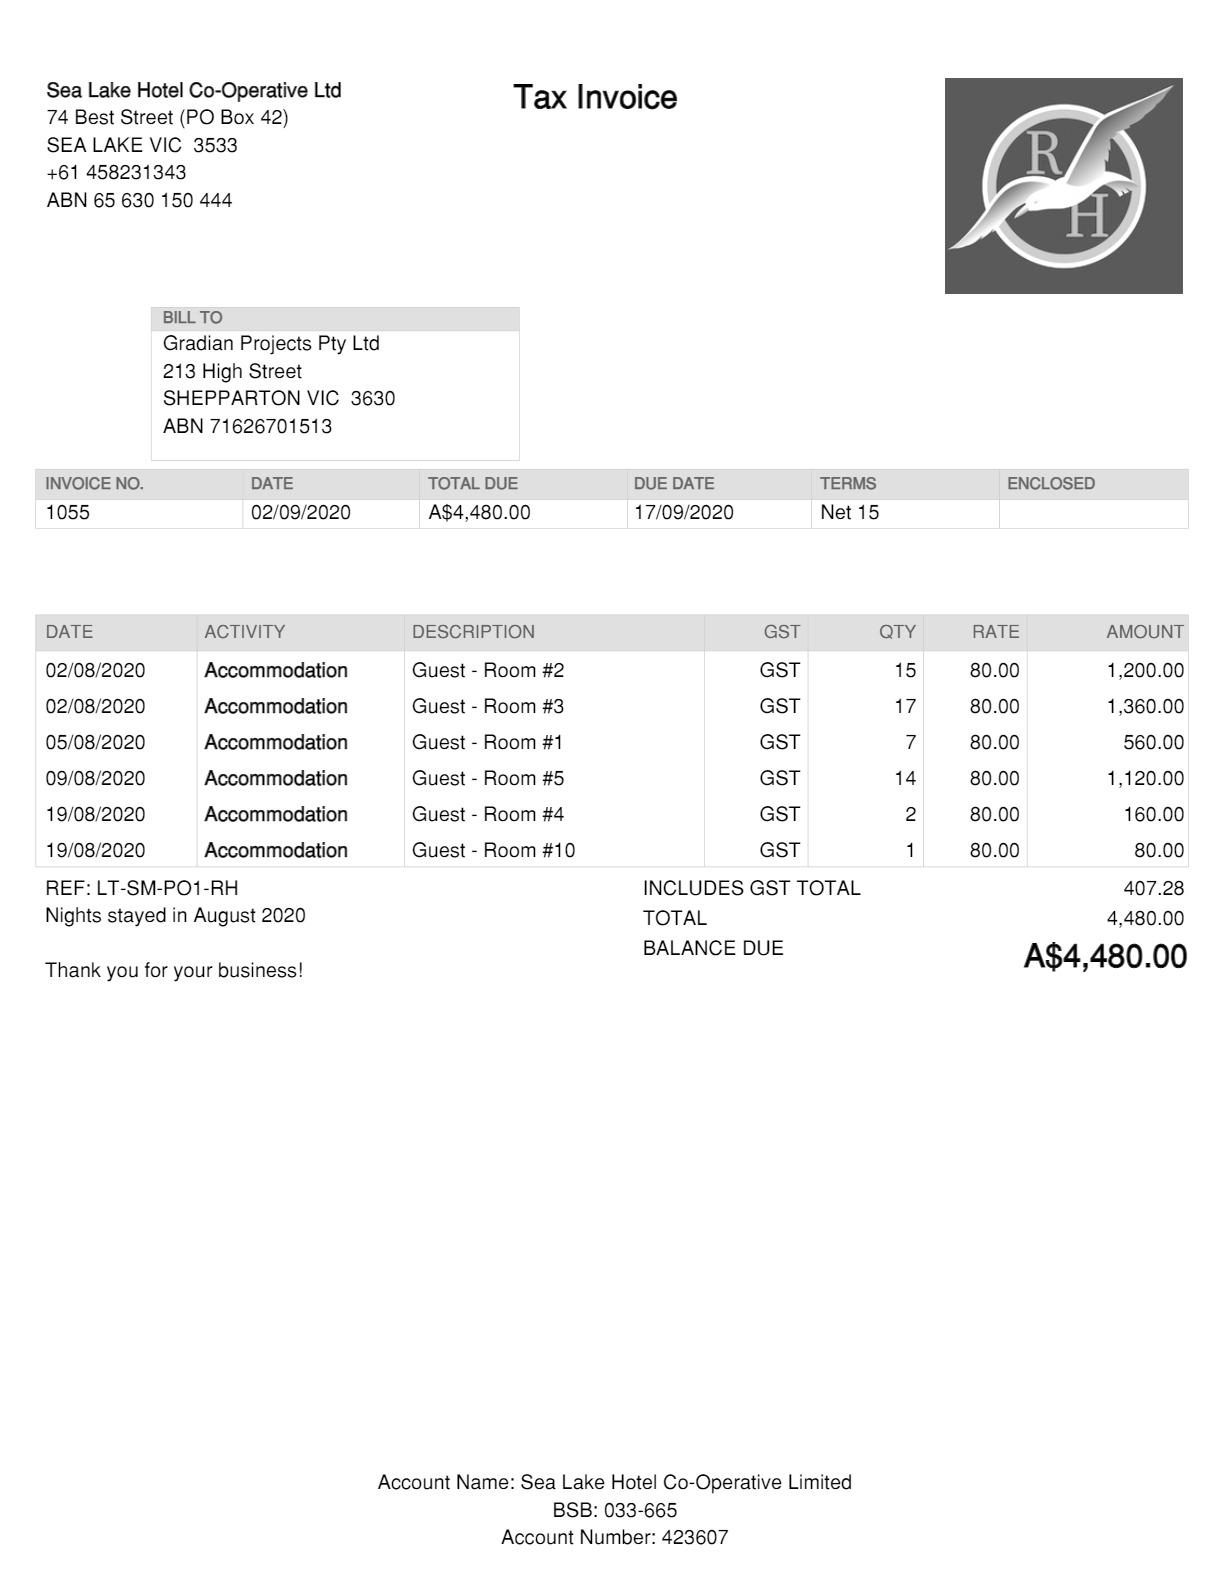 Sea Lake Hotel Co-Operative Ltd
74 Best Street (PO Box 42)
SEA LAKE VIC  3533
+61 458231343
ABN 65 630 150 444
Tax Invoice
R
H
BILL TO
Gradian Projects Pty Ltd
213 High Street
SHEPPARTON VIC  3630
ABN 71626701513
INVOICE NO. DATE TOTAL DUE DUE DATE TERMS ENCLOSED
1055 02/09/2020 A$4,480.00 17/09/2020 Net 15
DATE ACTIVITY DESCRIPTION GST QTY RATE AMOUNT
02/08/2020 Accommodation Guest - Room #2 GST 15 80.00 1,200.00
02/08/2020 Accommodation Guest - Room #3 GST 17 80.00 1,360.00
05/08/2020 Accommodation Guest - Room #1 GST 7 80.00 560.00
09/08/2020 Accommodation Guest - Room #5 GST 14 80.00 1,120.00
19/08/2020 Accommodation Guest - Room #4 GST 2 80.00 160.00
19/08/2020 Accommodation Guest - Room #10 GST 1 80.00 80.00
REF: LT-SM-PO1-RH
Nights stayed in August 2020
Thank you for your business!
INCLUDES GST TOTAL 407.28
TOTAL 4,480.00
BALANCE DUE A$4,480.00
Account Name: Sea Lake Hotel Co-Operative Limited
BSB: 033-665
Account Number: 423607